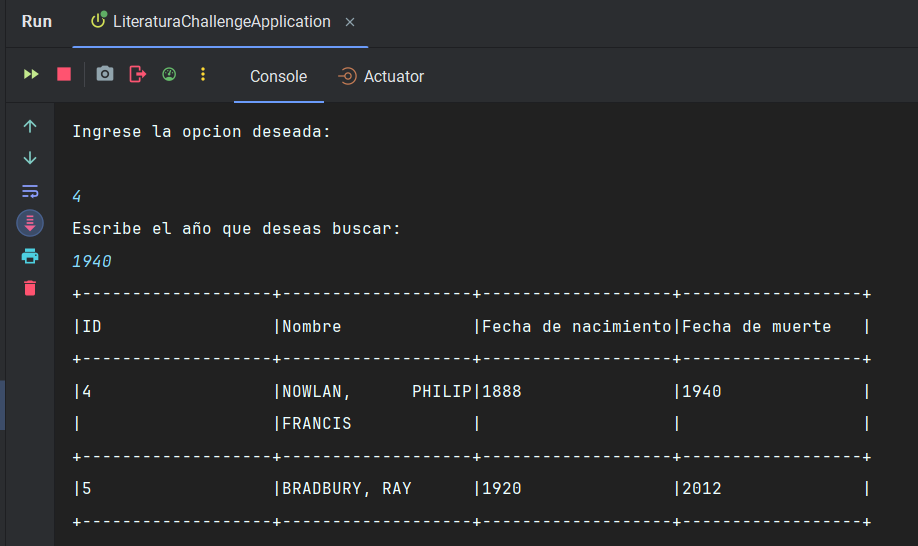 Run LiteraturaChallengeApplication
Console Actuator
Ingrese la opcion deseada:
4
Escribe el año que deseas buscar:
1940
+-------------------+-------------------+-------------------+------------------+
|ID                 |Nombre             |Fecha de nacimiento|Fecha de muerte   |
+-------------------+-------------------+-------------------+------------------+
|4                  |NOWLAN,      PHILIP|1888               |1940              |
|                   |FRANCIS            |                   |                  |
+-------------------+-------------------+-------------------+------------------+
|5                  |BRADBURY, RAY      |1920               |2012              |
+-------------------+-------------------+-------------------+------------------+